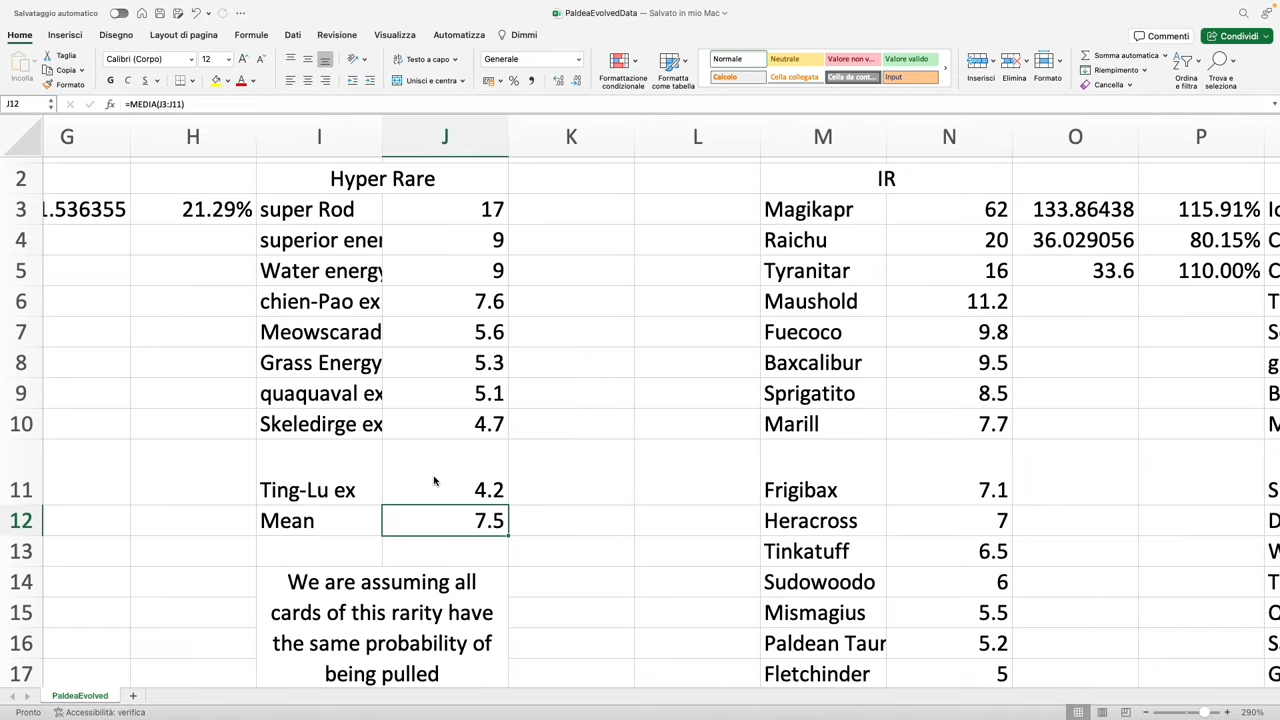 Salvataggio automatico
PaldeaEvolvedData — Salvato in mio Mac
Home Inserisci Disegno Layout di pagina Formule Dati Revisione Visualizza Automatizza Dimmi
Commenti Condividi
Incolla
Taglia
Copia
Formato
Calibri (Corpo) 12
G C S
Testo a capo
Unisci e centra
Generale
Formattazione condizionale
Formatta come tabella
Normale Neutrale Valore non v... Valore valido
Calcolo Cella collegata Cella da cont... Input
Inserisci Elimina Formato
Somma automatica
Riempimento
Cancella
Ordina e filtra
Trova e seleziona
J12 fx =MEDIA(J3:J11)
G H I J K L M N O P
2 Hyper Rare IR
3 1.536355 21.29% super Rod 17 Magikapr 62 133.86438 115.91%
4 superior ener 9 Raichu 20 36.029056 80.15% C
5 Water energy 9 Tyranitar 16 33.6 110.00% C
6 chien-Pao ex 7.6 Maushold 11.2 T
7 Meowscarad 5.6 Fuecoco 9.8 S
8 Grass Energy 5.3 Baxcalibur 9.5 g
9 quaquaval ex 5.1 Sprigatito 8.5 B
10 Skeledirge ex 4.7 Marill 7.7 M
11 Ting-Lu ex 4.2 Frigibax 7.1 S
12 Mean 7.5 Heracross 7 C
13 Tinkatuff 6.5 W
14 We are assuming all Sudowoodo 6 T
15 cards of this rarity have Mismagius 5.5 Q
16 the same probability of Paldean Taur 5.2 S
17 being pulled Fletchinder 5 G
PaldeaEvolved +
Pronto Accessibilità: verifica 290%